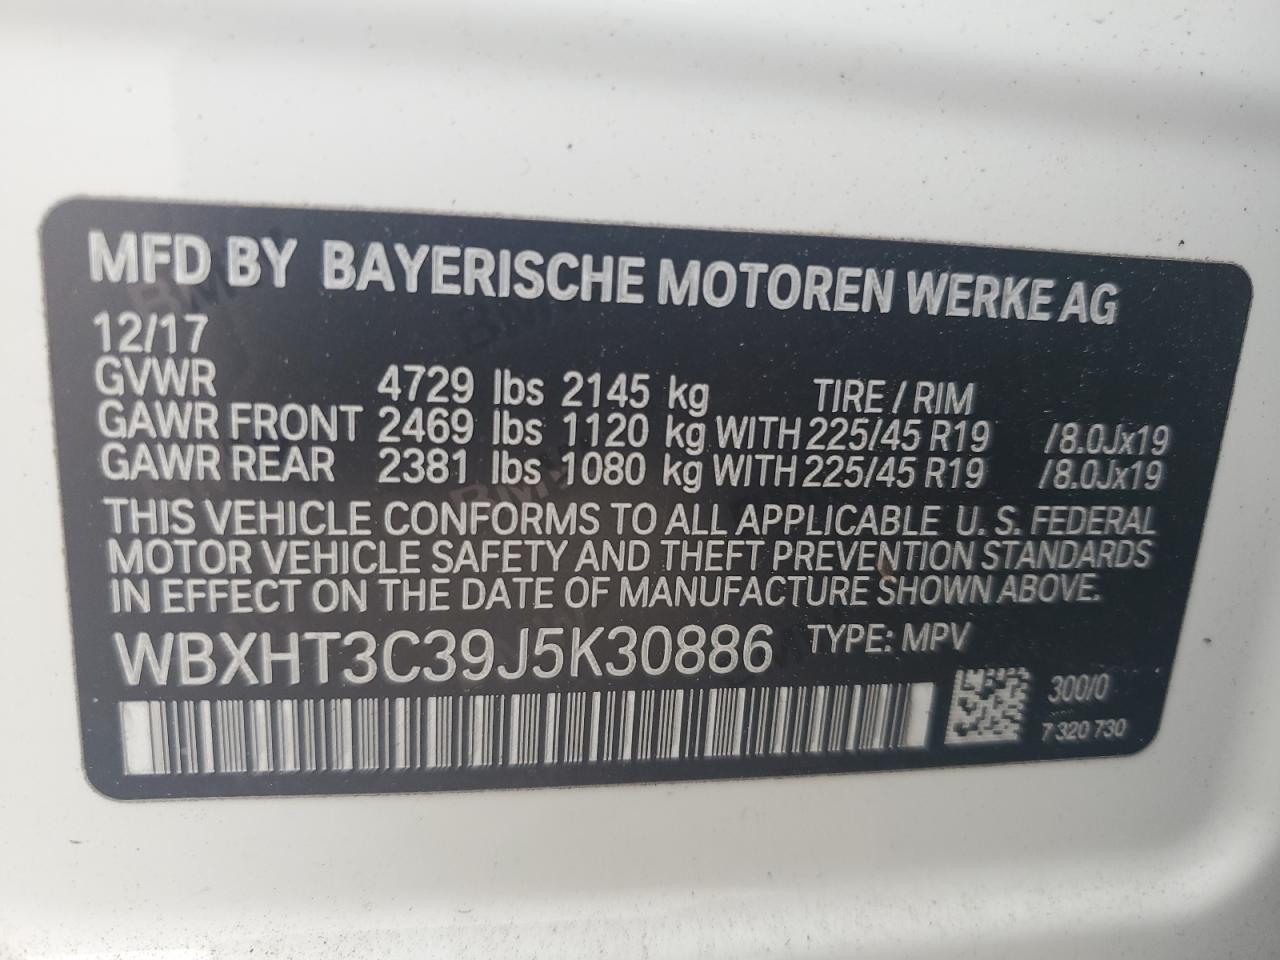 MFD BY BAYERISCHE MOTOREN WERKE AG
12/17
GVWR 4729 lbs 2145 kg TIRE / RIM
GAWR FRONT 2469 lbs 1120 kg WITH 225/45 R19 /8.0Jx19
GAWR REAR 2381 lbs 1080 kg WITH 225/45 R19 /8.0Jx19
THIS VEHICLE CONFORMS TO ALL APPLICABLE U. S. FEDERAL
MOTOR VEHICLE SAFETY AND THEFT PREVENTION STANDARDS
IN EFFECT ON THE DATE OF MANUFACTURE SHOWN ABOVE.
WBXHT3C39J5K30886 TYPE: MPV
300/0
7 320 730